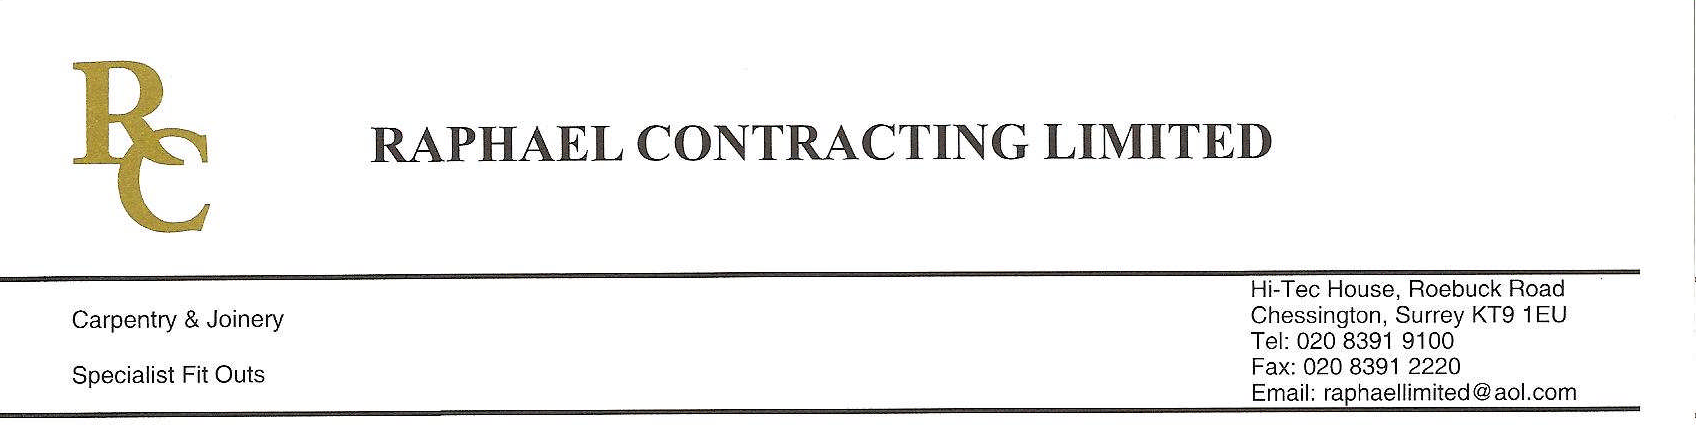 RC
RAPHAEL CONTRACTING LIMITED
Carpentry & Joinery
Specialist Fit Outs
Hi-Tec House, Roebuck Road
Chessington, Surrey KT9 1EU
Tel: 020 8391 9100
Fax: 020 8391 2220
Email: raphaellimited@aol.com